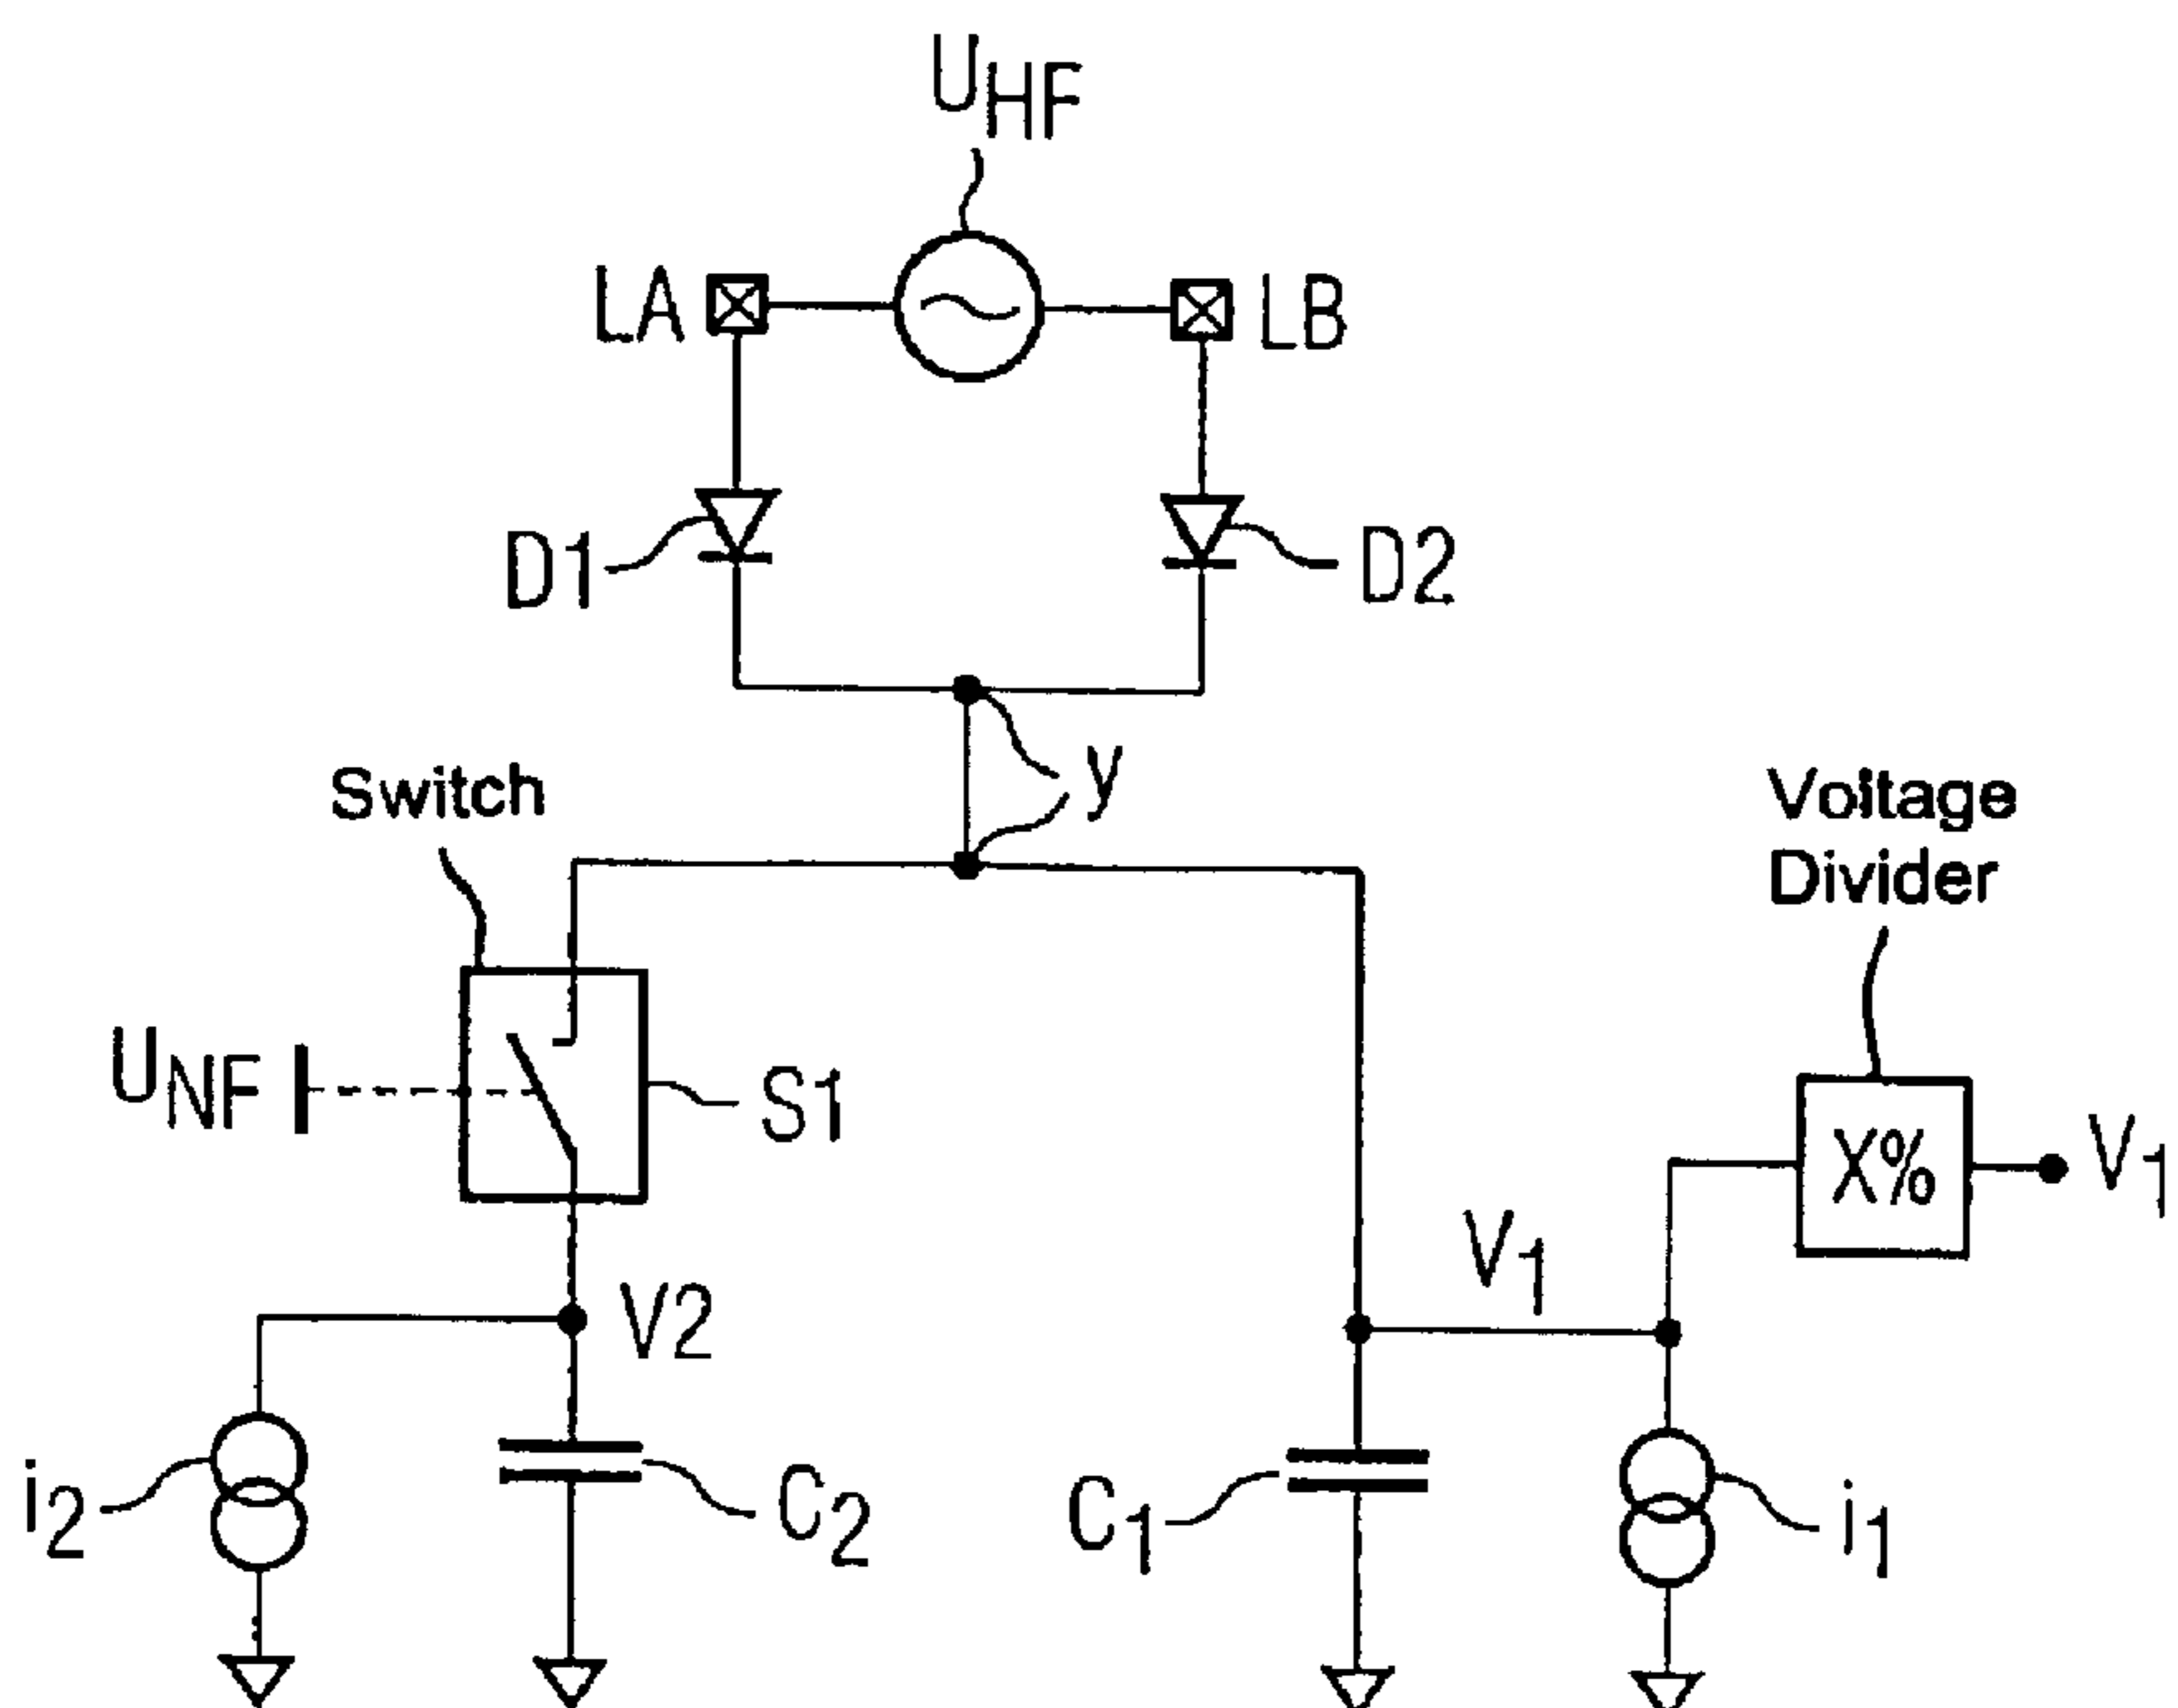 UHF
LA
LB
D1
D2
y
Switch
Voltage
Divider
UNF
S1
X%
V1
V1
V2
i2
C2
C1
i1